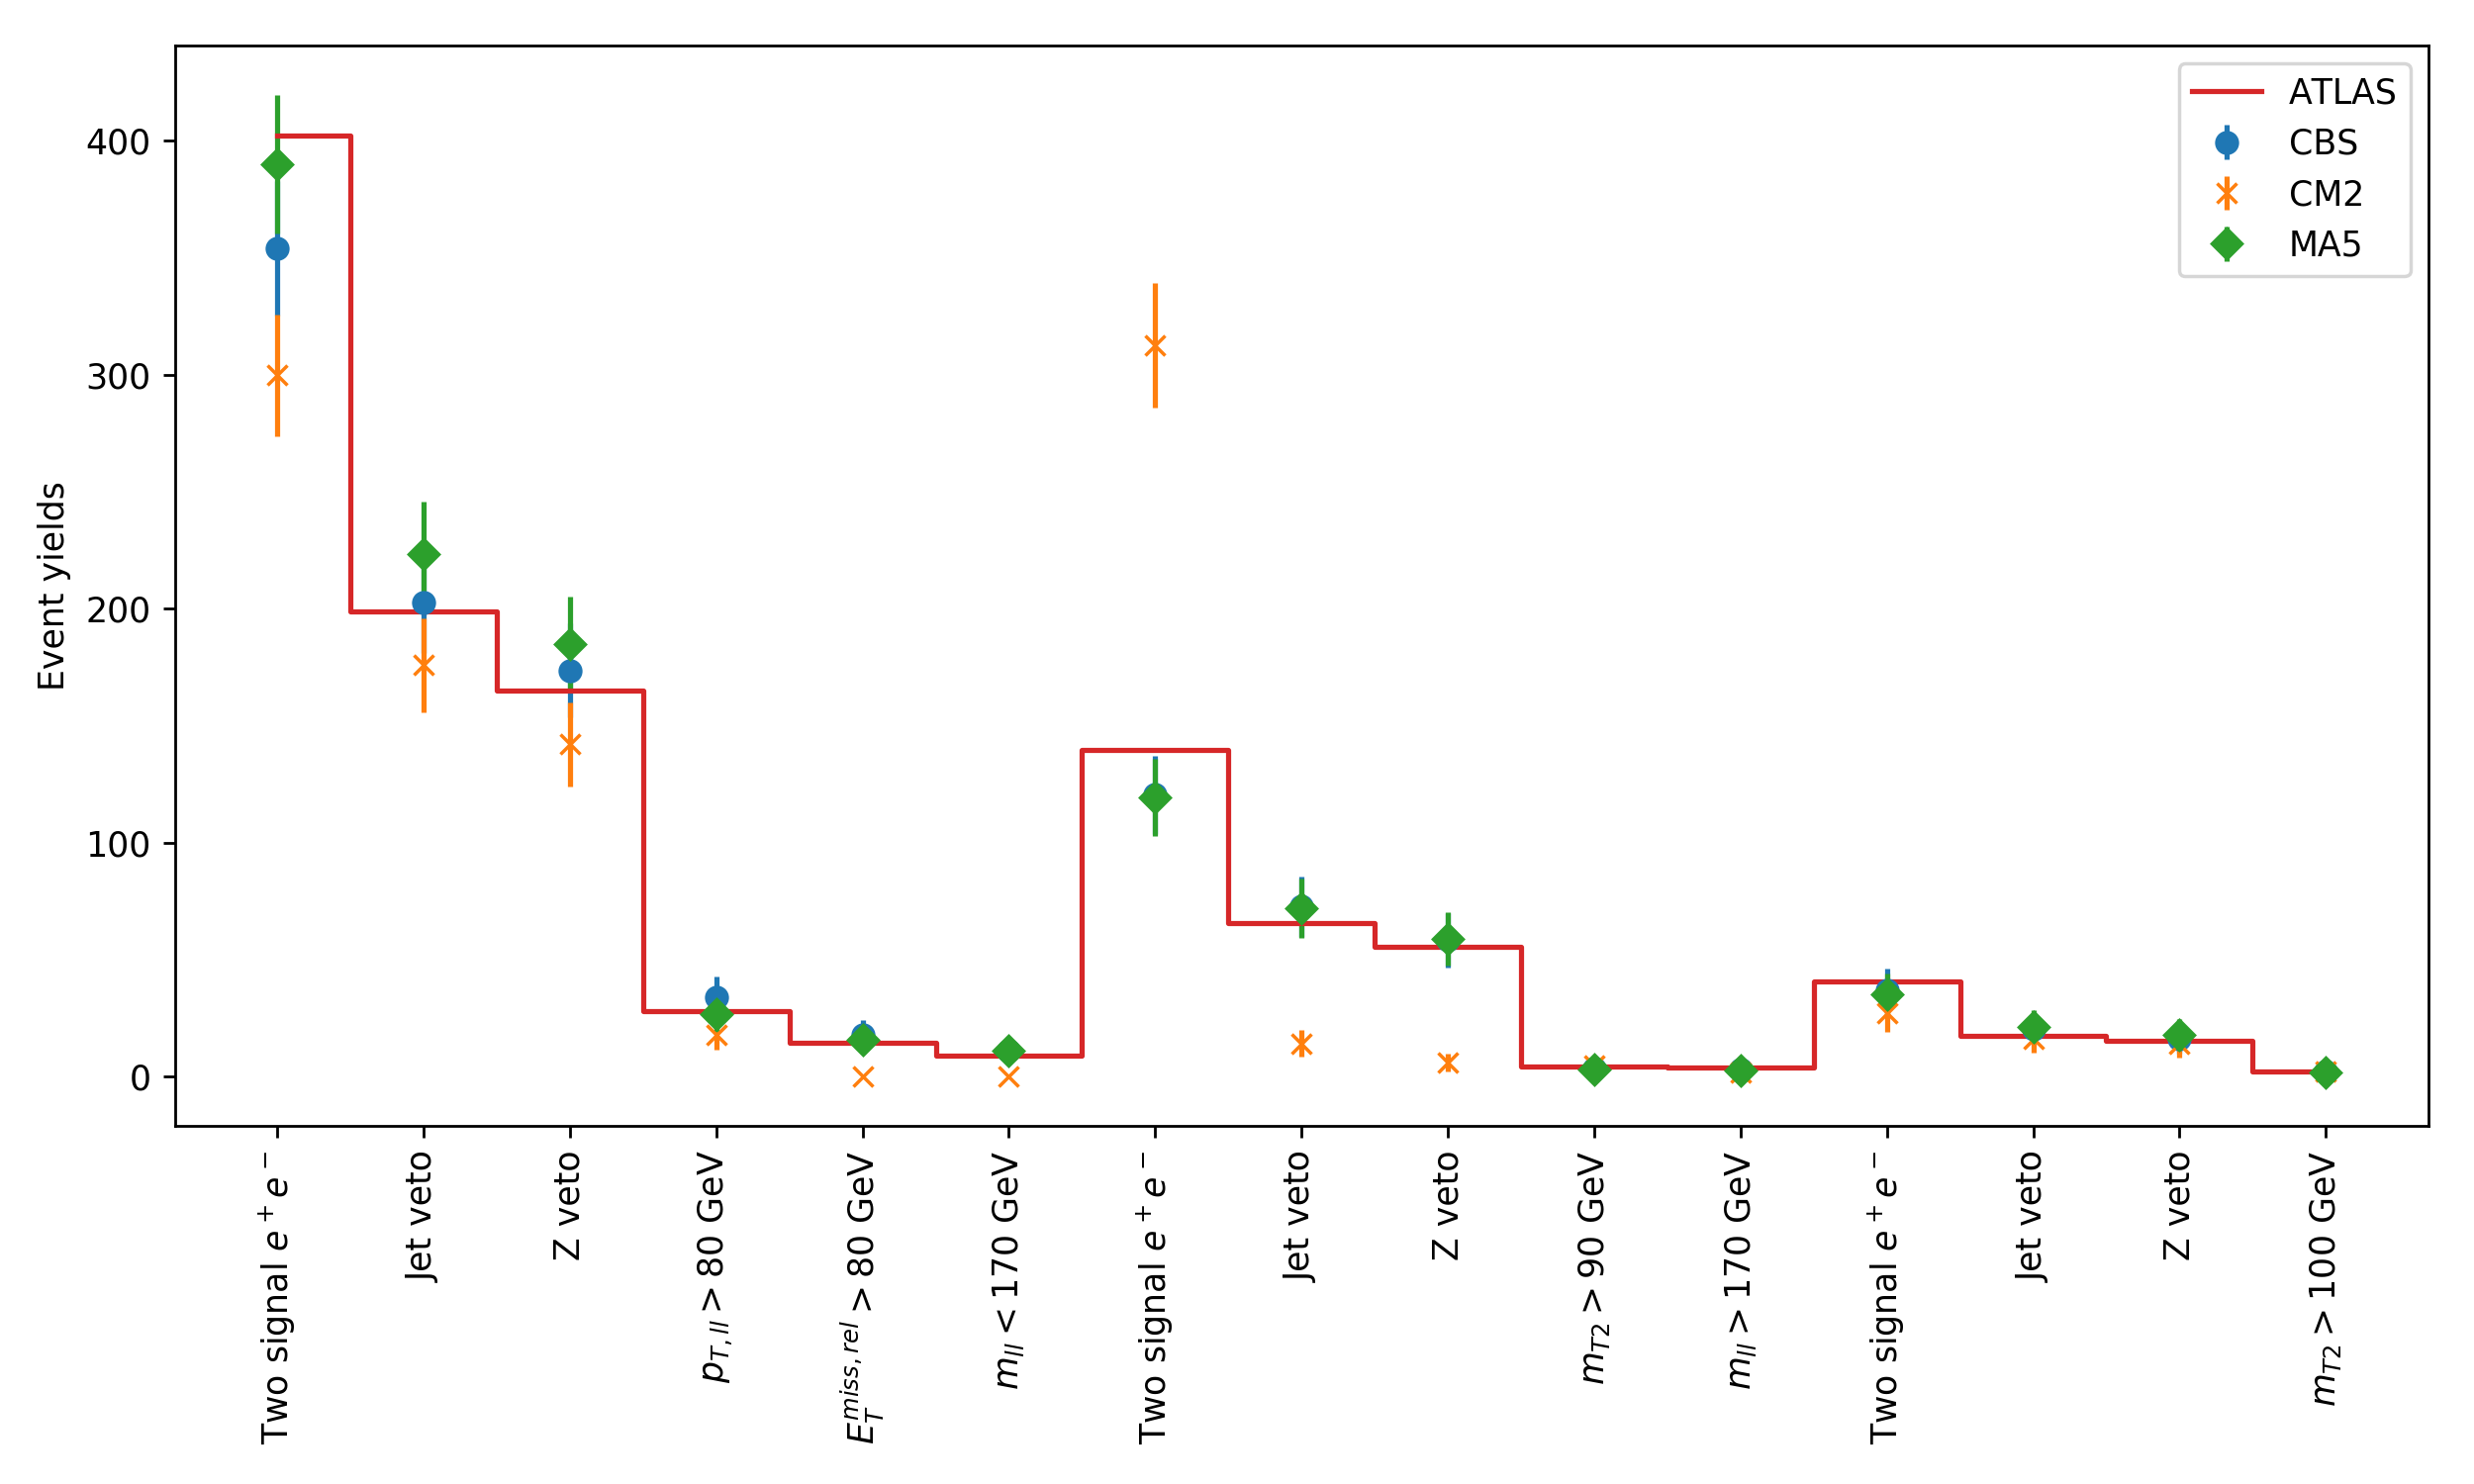 ATLAS
CBS
CM2
MA5
Event yields
400
300
200
100
0
Two signal e⁺e⁻
Jet veto
Z veto
p_{T,ll} > 80 GeV
E_T^{miss,rel} > 80 GeV
m_{ll} < 170 GeV
Two signal e⁺e⁻
Jet veto
Z veto
m_{T2} > 90 GeV
m_{ll} > 170 GeV
Two signal e⁺e⁻
Jet veto
Z veto
m_{T2} > 100 GeV